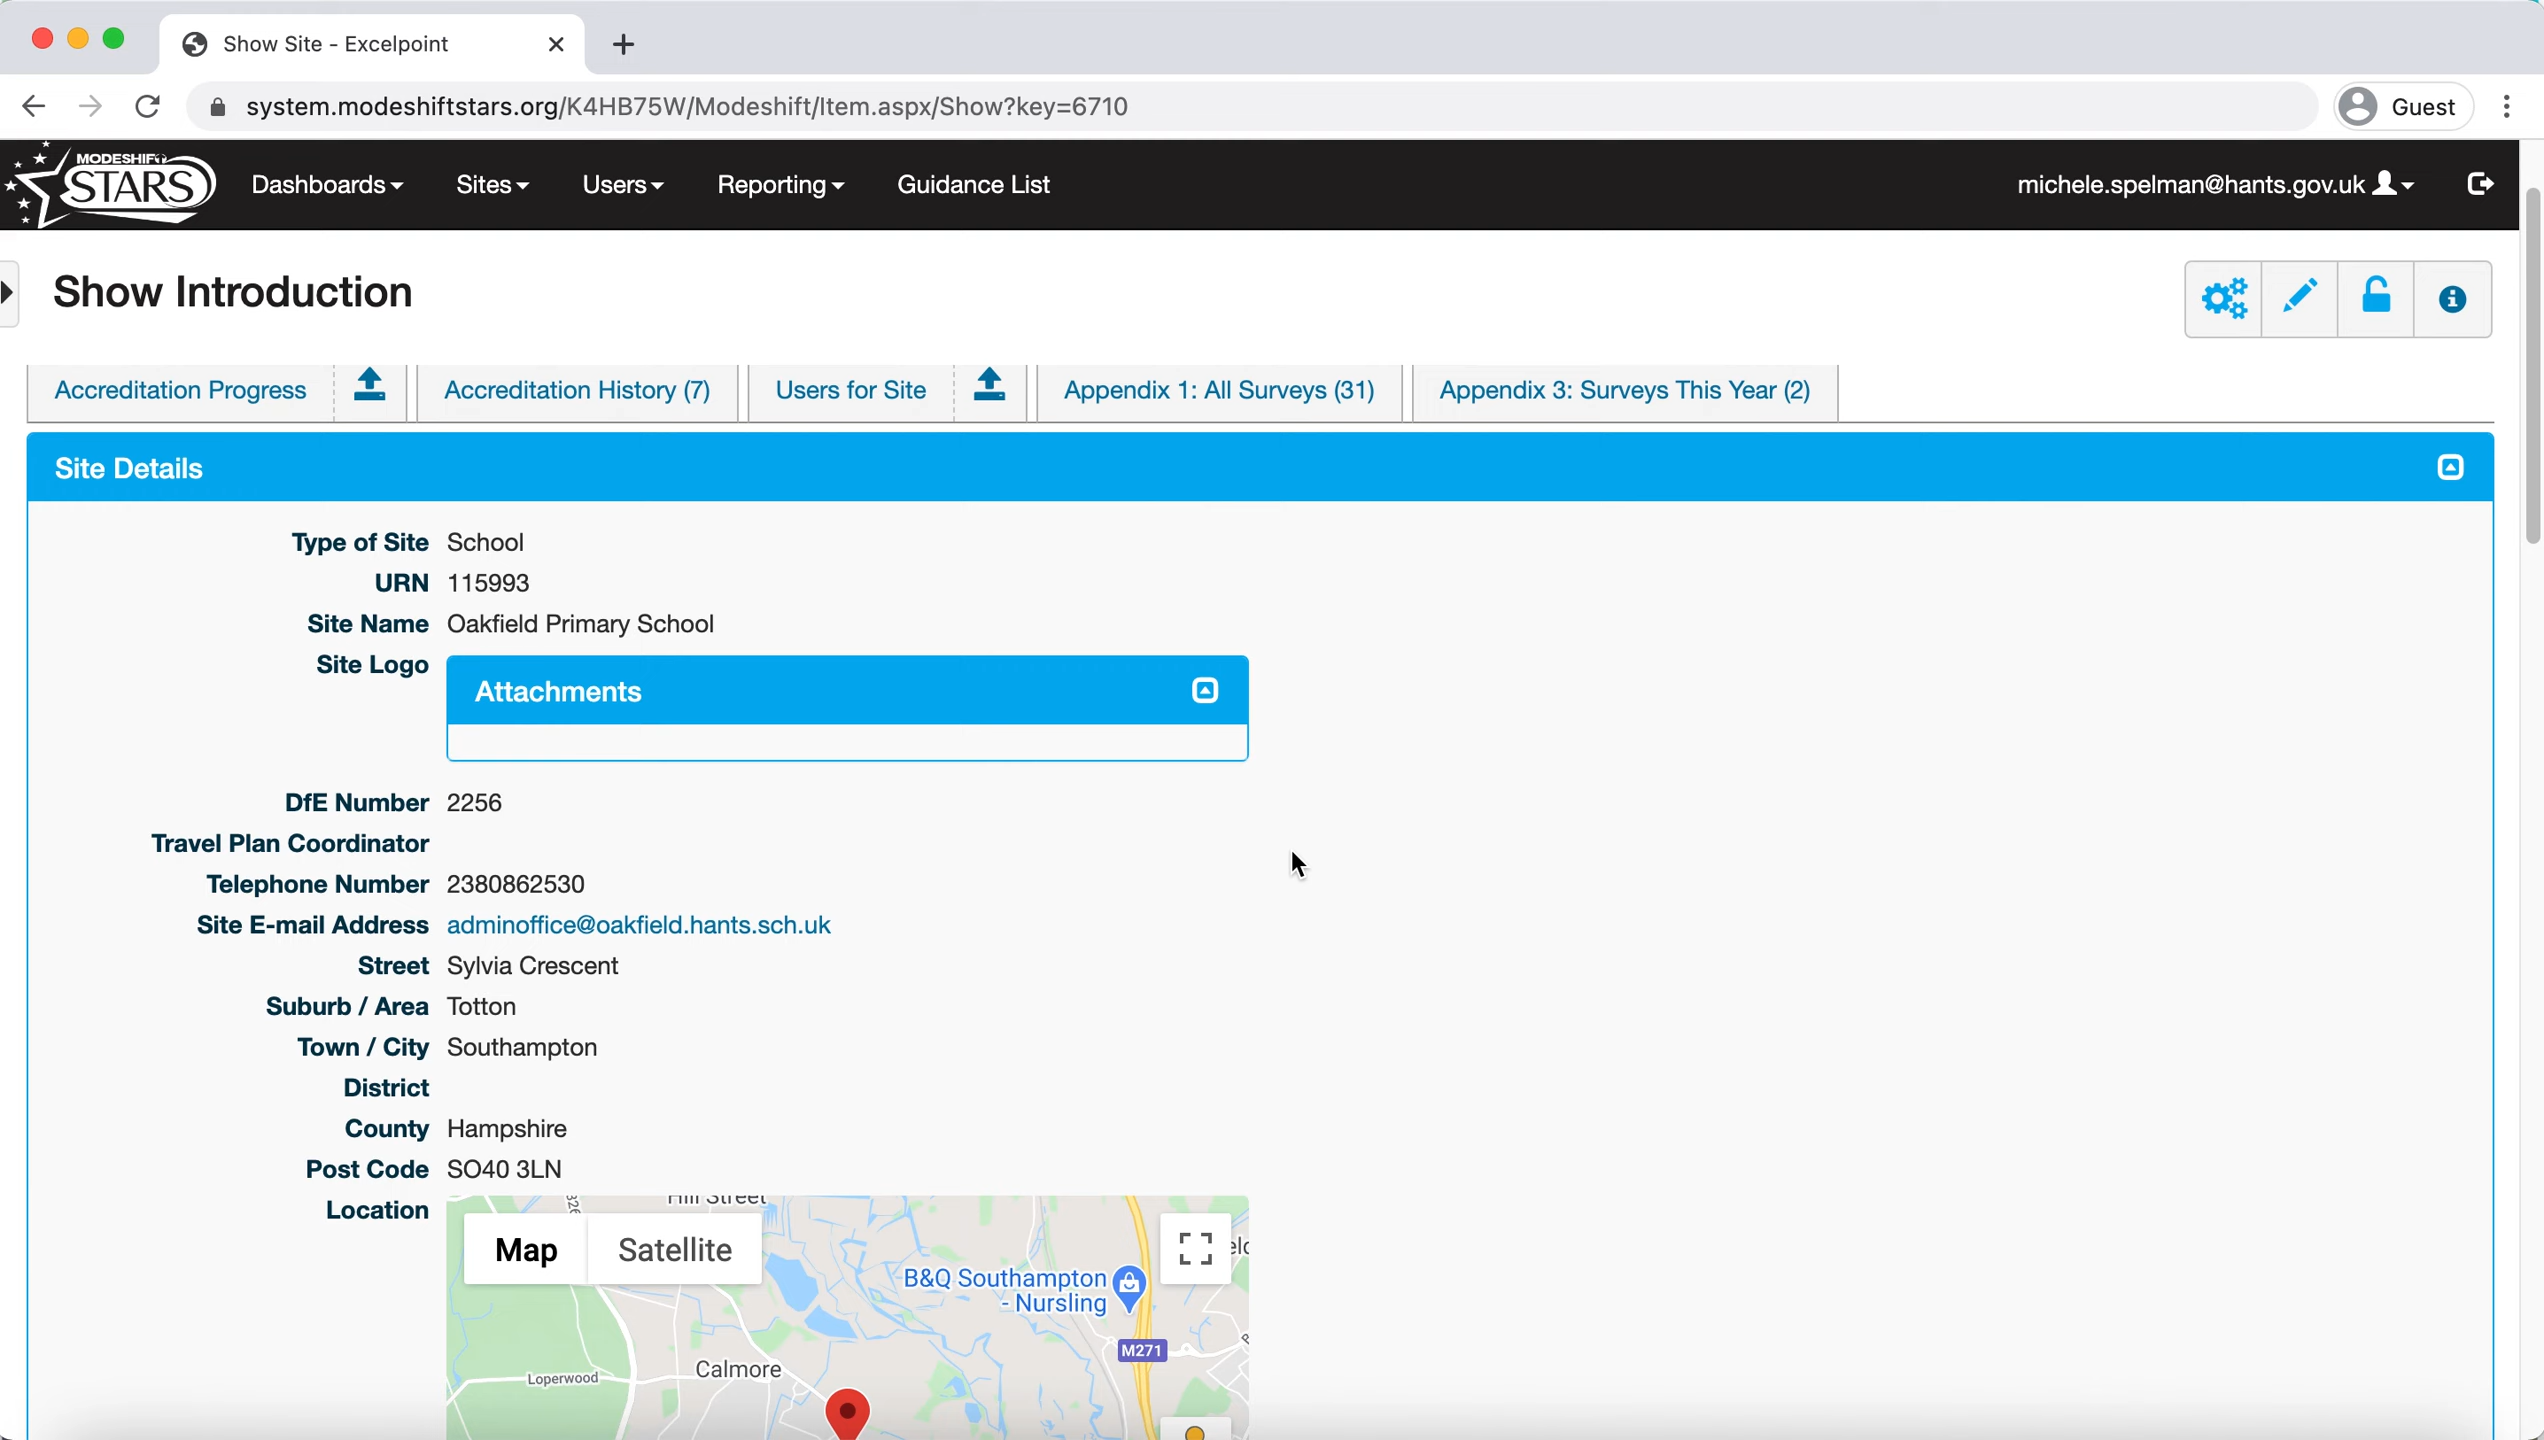 Show Site - Excelpoint
system.modeshiftstars.org/K4HB75W/Modeshift/Item.aspx/Show?key=6710
Guest
MODESHIFT
STARS
Dashboards
Sites
Users
Reporting
Guidance List
michele.spelman@hants.gov.uk
Show Introduction
Accreditation Progress
Accreditation History (7)
Users for Site
Appendix 1: All Surveys (31)
Appendix 3: Surveys This Year (2)
Site Details
Type of Site School
URN 115993
Site Name Oakfield Primary School
Site Logo
Attachments
DfE Number 2256
Travel Plan Coordinator
Telephone Number 2380862530
Site E-mail Address adminoffice@oakfield.hants.sch.uk
Street Sylvia Crescent
Suburb / Area Totton
Town / City Southampton
District
County Hampshire
Post Code SO40 3LN
Location
Hill Street
Map
Satellite
B&Q Southampton
- Nursling
M271
Calmore
Loperwood